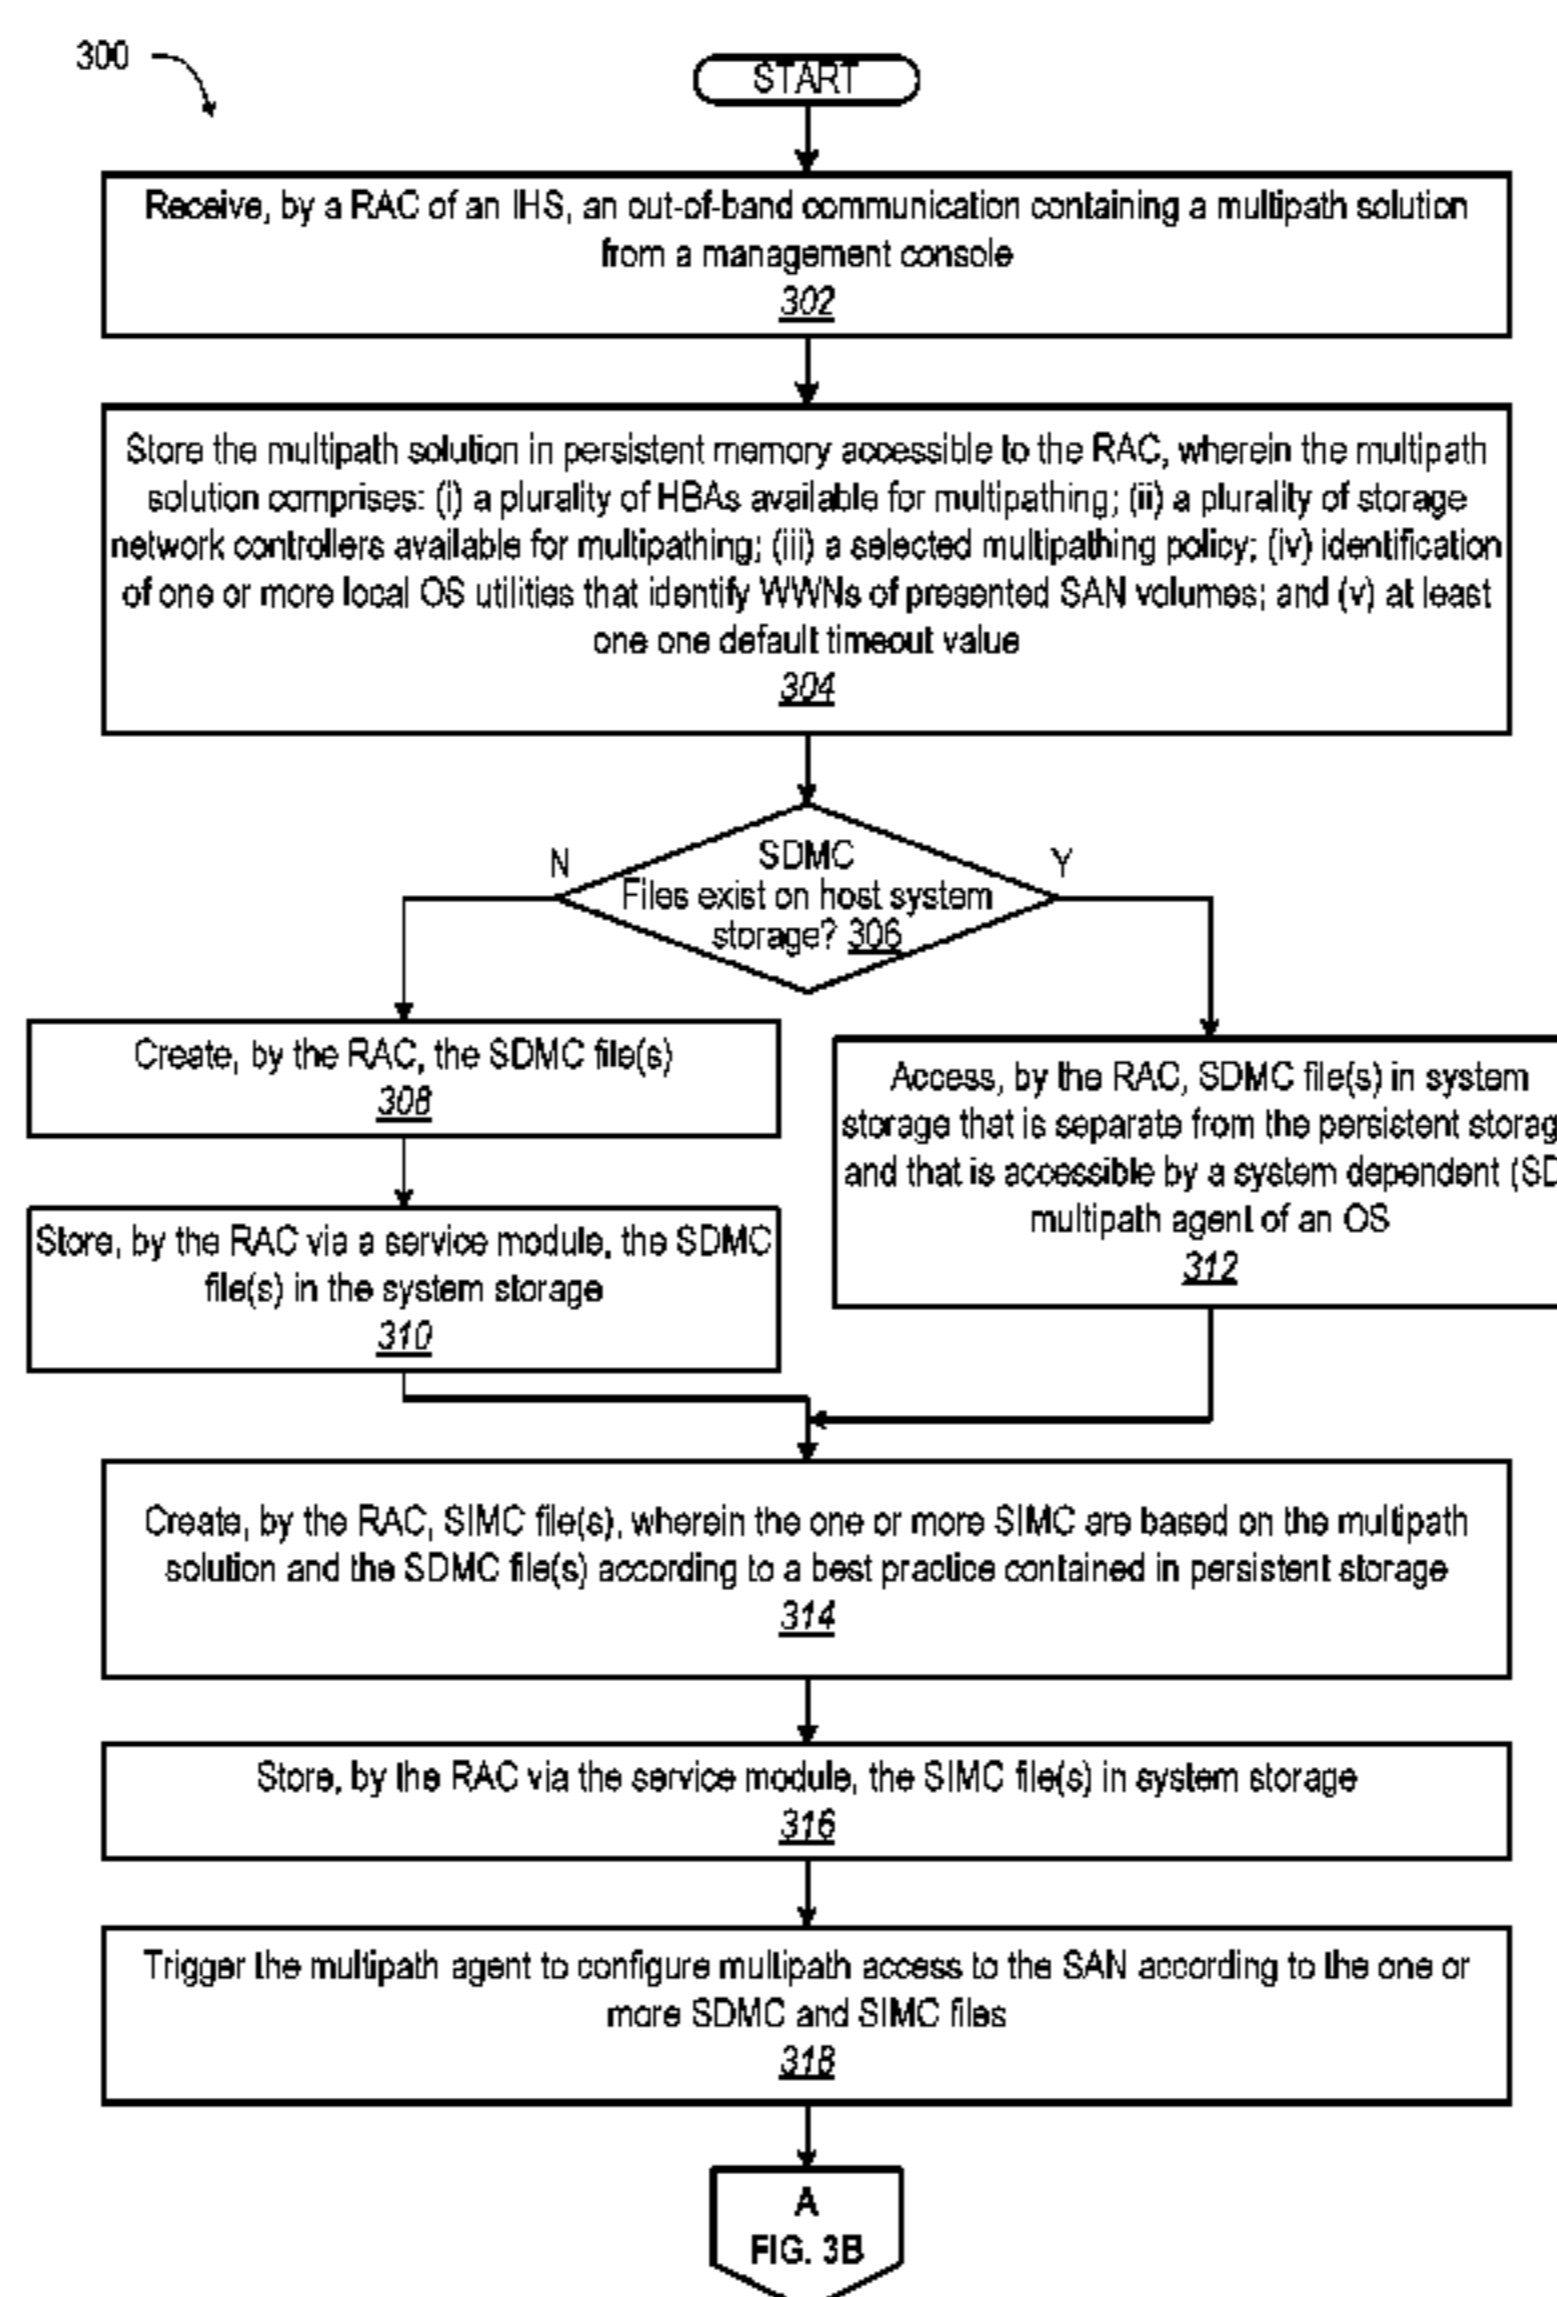 300
START
Receive, by a RAC of an IHS, an out-of-band communication containing a multipath solution
from a management console
302
Store the multipath solution in persistent memory accessible to the RAC, wherein the multipath
solution comprises: (i) a plurality of HBAs available for multipathing; (ii) a plurality of storage
network controllers available for multipathing; (iii) a selected multipathing policy; (iv) identification
of one or more local OS utilities that identify WWNs of presented SAN volumes; and (v) at least
one one default timeout value
304
N
SDMC
Y
Files exist on host system
storage? 306
Create, by the RAC, the SDMC file(s)
308
Store, by the RAC via a service module, the SDMC
file(s) in the system storage
310
Access, by the RAC, SDMC file(s) in system
storage that is separate from the persistent storag
and that is accessible by a system dependent (SD
multipath agent of an OS
312
Create, by the RAC, SIMC file(s), wherein the one or more SIMC are based on the multipath
solution and the SDMC file(s) according to a best practice contained in persistent storage
314
Store, by the RAC via the service module, the SIMC file(s) in system storage
316
Trigger the multipath agent to configure multipath access to the SAN according to the one or
more SDMC and SIMC files
318
A
FIG. 3B